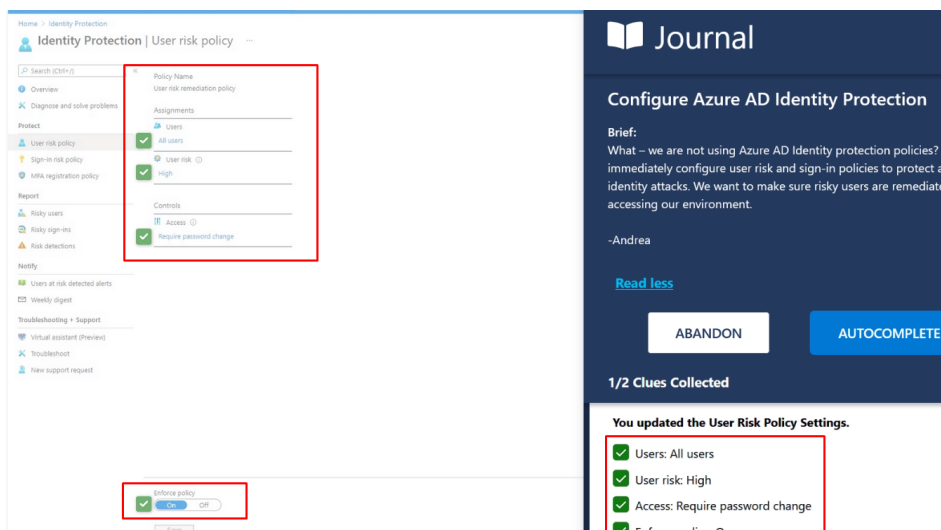 Home > Identity Protection
Identity Protection | User risk policy ...
Search (Ctrl+/)
«
Overview
Diagnose and solve problems
Protect
User risk policy
Sign-in risk policy
MFA registration policy
Report
Risky users
Risky sign-ins
Risk detections
Notify
Users at risk detected alerts
Weekly digest
Troubleshooting + Support
Virtual assistant (Preview)
Troubleshoot
New support request
Policy Name
User risk remediation policy
Assignments
Users
All users
User risk
High
Controls
Access
Require password change
Enforce policy
On Off
Save
Journal
Configure Azure AD Identity Protection
Brief:
What – we are not using Azure AD Identity protection policies?
immediately configure user risk and sign-in policies to protect a
identity attacks. We want to make sure risky users are remediate
accessing our environment.
-Andrea
Read less
ABANDON
AUTOCOMPLETE
1/2 Clues Collected
You updated the User Risk Policy Settings.
Users: All users
User risk: High
Access: Require password change
Enforce policy: On